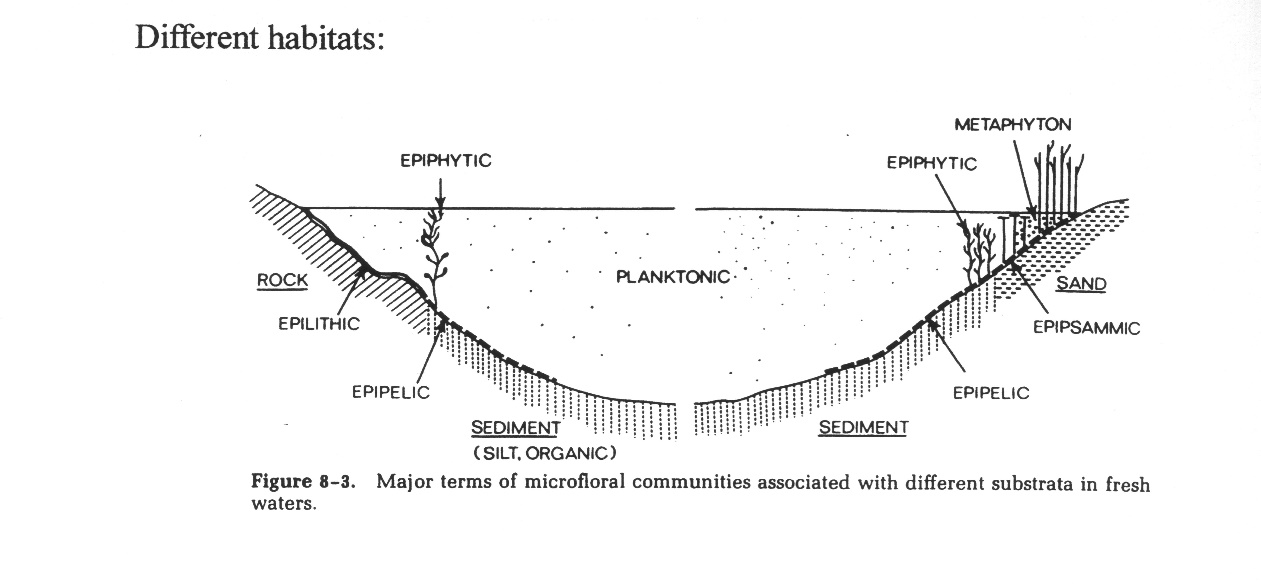 Different habitats:
METAPHYTON
EPIPHYTIC
EPIPHYTIC
PLANKTONIC
ROCK
SAND
EPILITHIC
EPIPSAMMIC
EPIPELIC
EPIPELIC
SEDIMENT
SEDIMENT
(SILT, ORGANIC)
Figure 8-3. Major terms of microfloral communities associated with different substrata in fresh
waters.